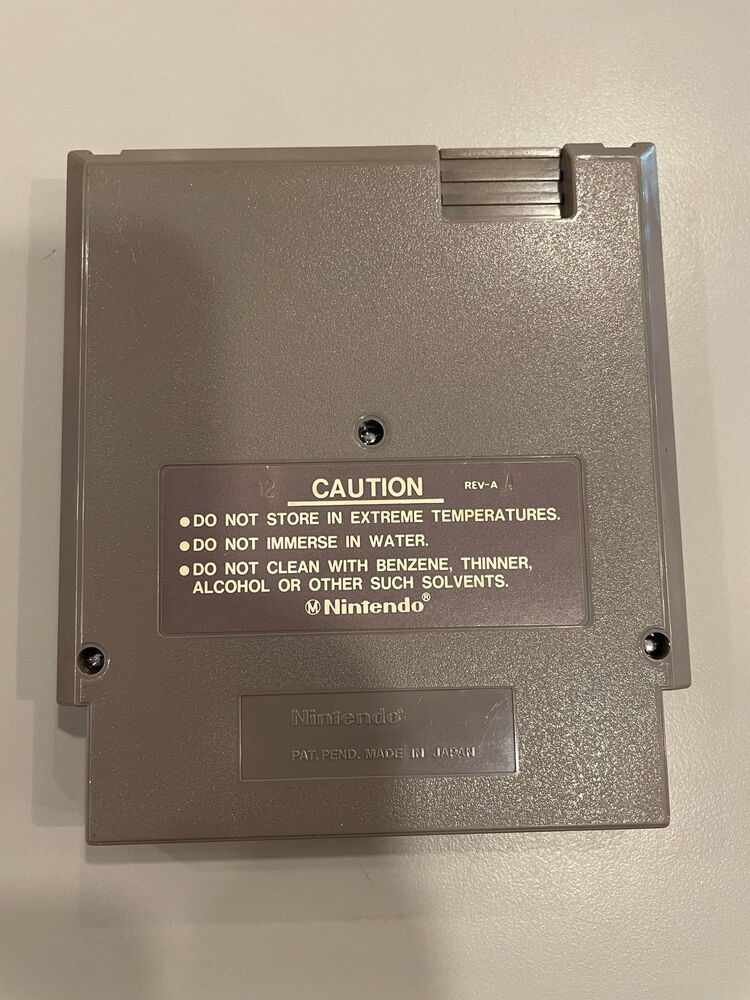 12 CAUTION REV-A A
●DO NOT STORE IN EXTREME TEMPERATURES.
●DO NOT IMMERSE IN WATER.
●DO NOT CLEAN WITH BENZENE, THINNER,
ALCOHOL OR OTHER SUCH SOLVENTS.
Ⓜ Nintendo®
Nintendo®
PAT. PEND. MADE IN JAPAN